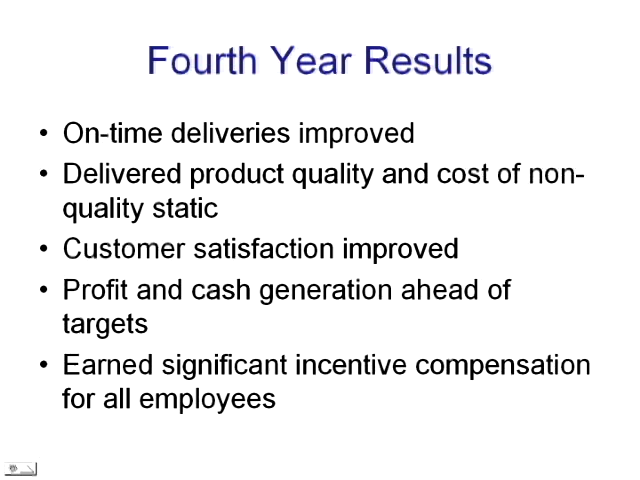 Fourth Year Results
• On-time deliveries improved
• Delivered product quality and cost of non-
quality static
• Customer satisfaction improved
• Profit and cash generation ahead of
targets
• Earned significant incentive compensation
for all employees